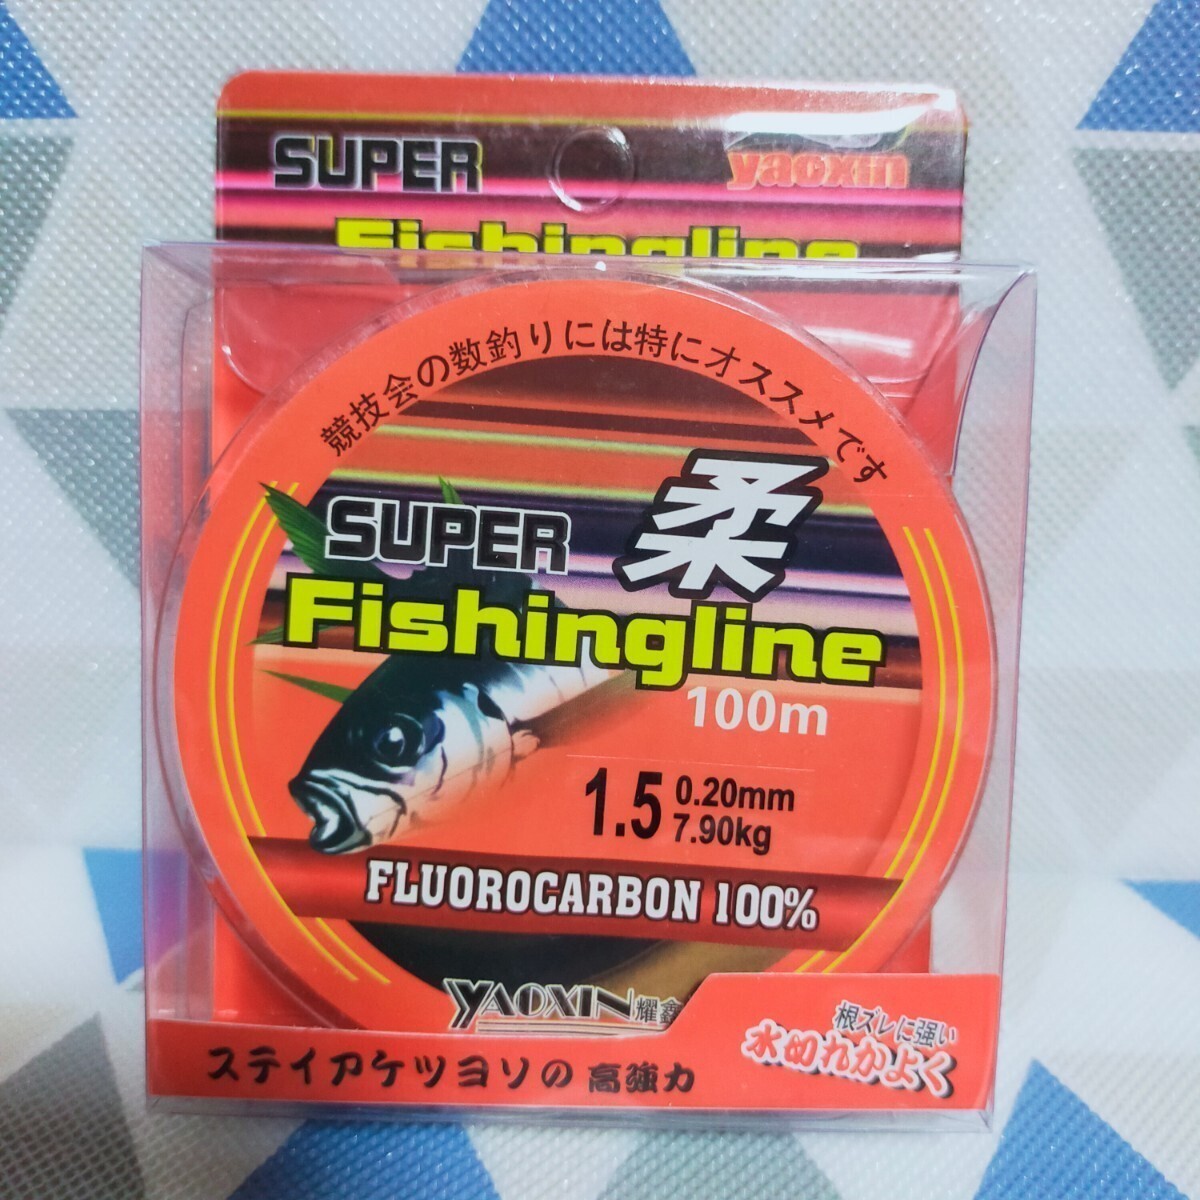 SUPER
yaoxin
Fishingline
競技会の数釣りには特にオススメです
SUPER 柔
Fishingline
100m
1.5 0.20mm
7.90kg
FLUOROCARBON 100%
YAOXIN 耀鑫
根ズレに強い
水切れかよく
ステイアケツヨソの 高強力